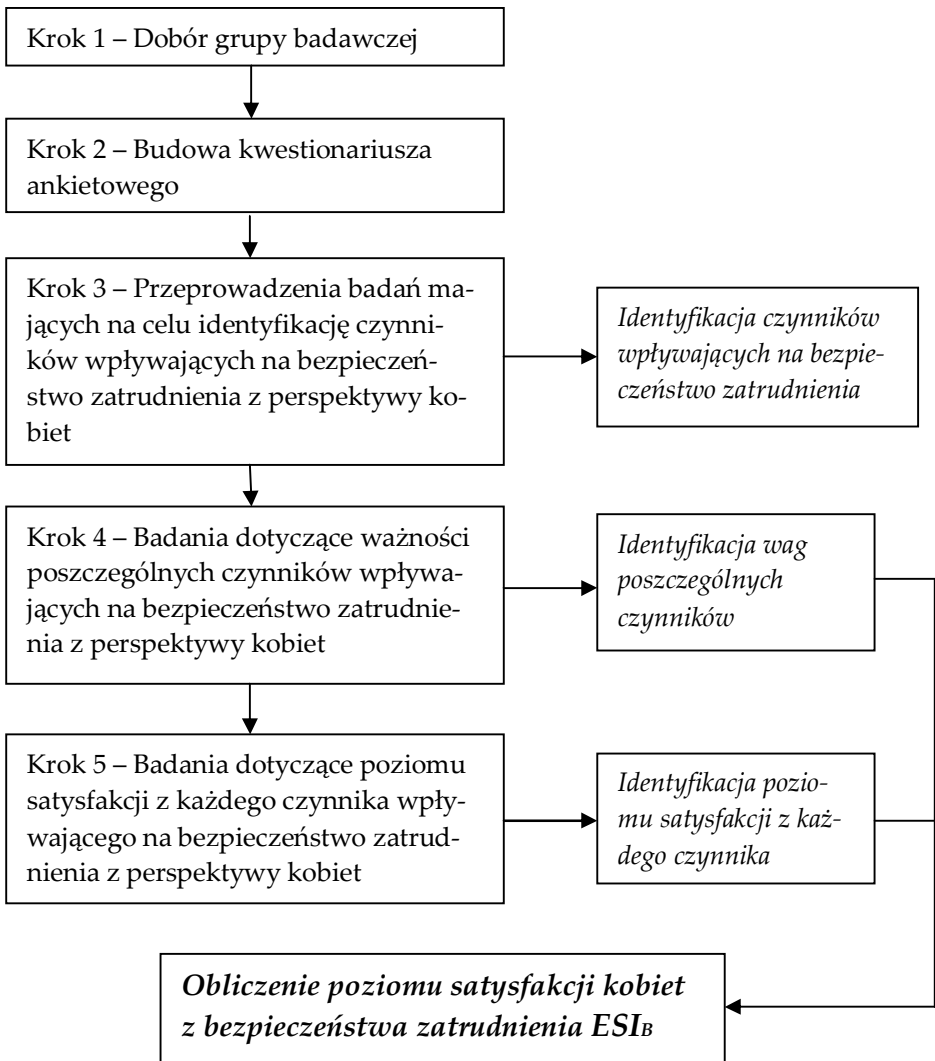 Krok 1 – Dobór grupy badawczej
Krok 2 – Budowa kwestionariusza
ankietowego
Krok 3 – Przeprowadzenia badań ma-
jących na celu identyfikację czynni-
ków wpływających na bezpieczeń-
stwo zatrudnienia z perspektywy ko-
biet
Identyfikacja czynników
wpływających na bezpie-
czeństwo zatrudnienia
Krok 4 – Badania dotyczące ważności
poszczególnych czynników wpływa-
jących na bezpieczeństwo zatrudnie-
nia z perspektywy kobiet
Identyfikacja wag
poszczególnych
czynników
Krok 5 – Badania dotyczące poziomu
satysfakcji z każdego czynnika wpły-
wającego na bezpieczeństwo zatrud-
nienia z perspektywy kobiet
Identyfikacja pozio-
mu satysfakcji z każ-
dego czynnika
Obliczenie poziomu satysfakcji kobiet
z bezpieczeństwa zatrudnienia ESIB